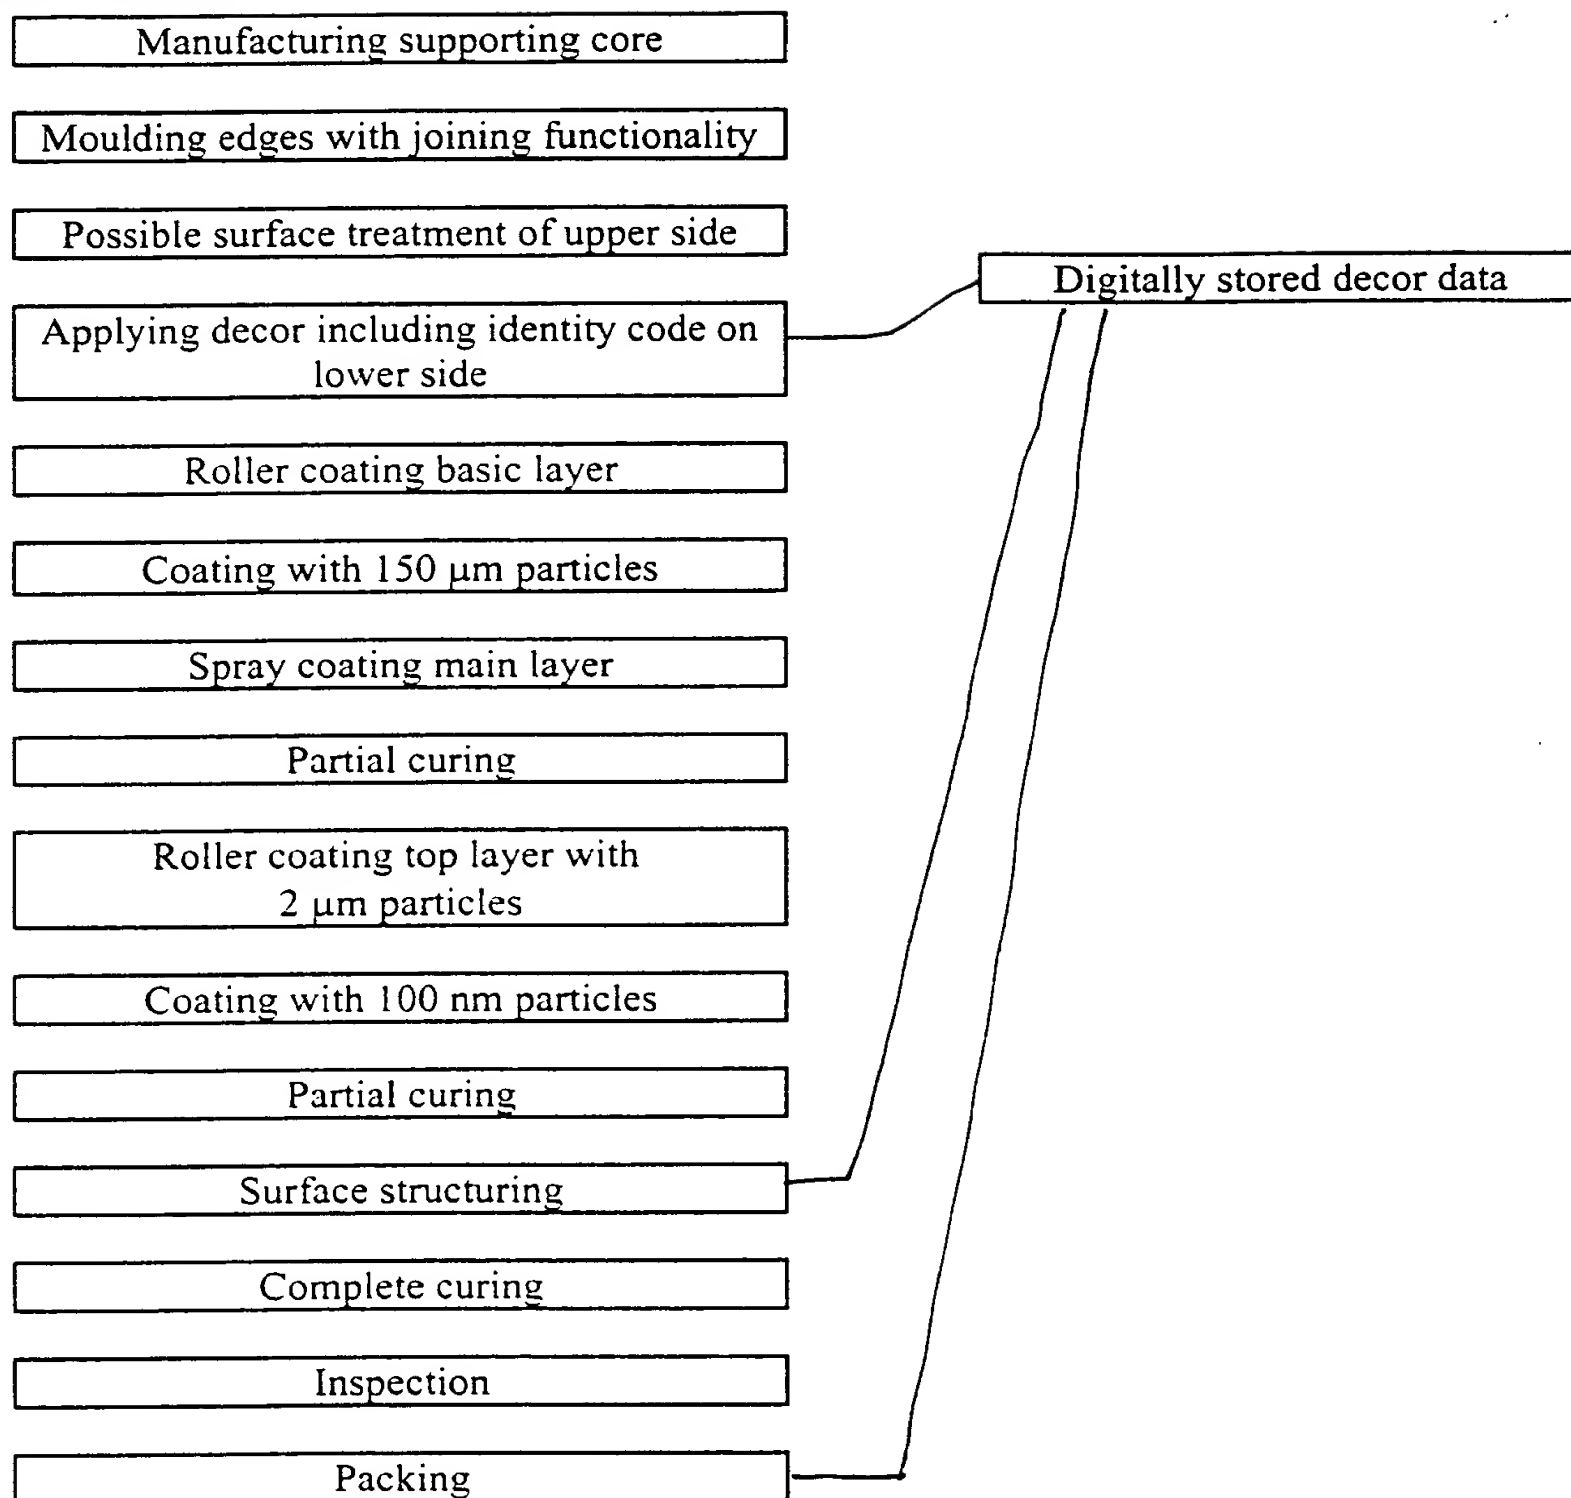 Manufacturing supporting core
Moulding edges with joining functionality
Possible surface treatment of upper side
Digitally stored decor data
Applying decor including identity code on
lower side
Roller coating basic layer
Coating with 150 µm particles
Spray coating main layer
Partial curing
Roller coating top layer with
2 µm particles
Coating with 100 nm particles
Partial curing
Surface structuring
Complete curing
Inspection
Packing